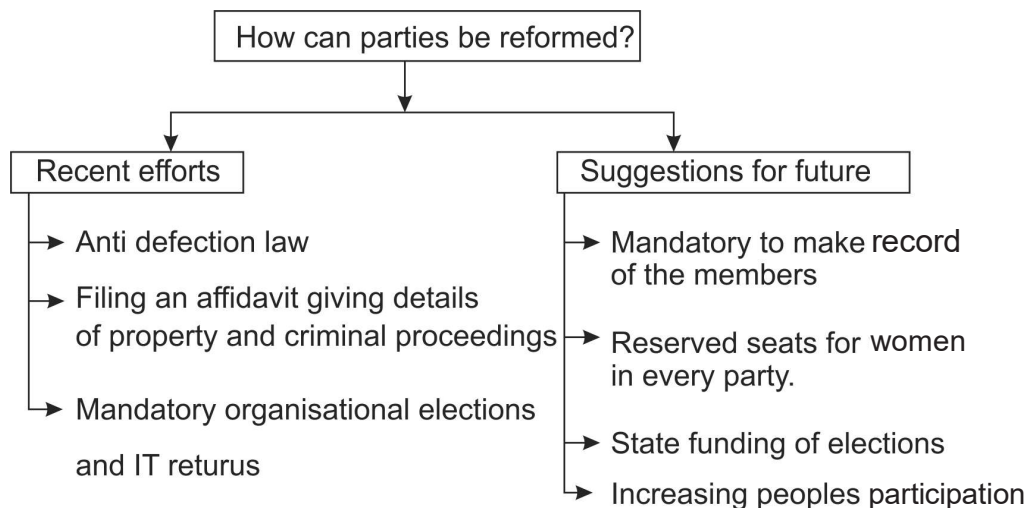 How can parties be reformed?
Recent efforts
Anti defection law
Filing an affidavit giving details
of property and criminal proceedings
Mandatory organisational elections
and IT returus
Suggestions for future
Mandatory to make record
of the members
Reserved seats for women
in every party.
State funding of elections
Increasing peoples participation